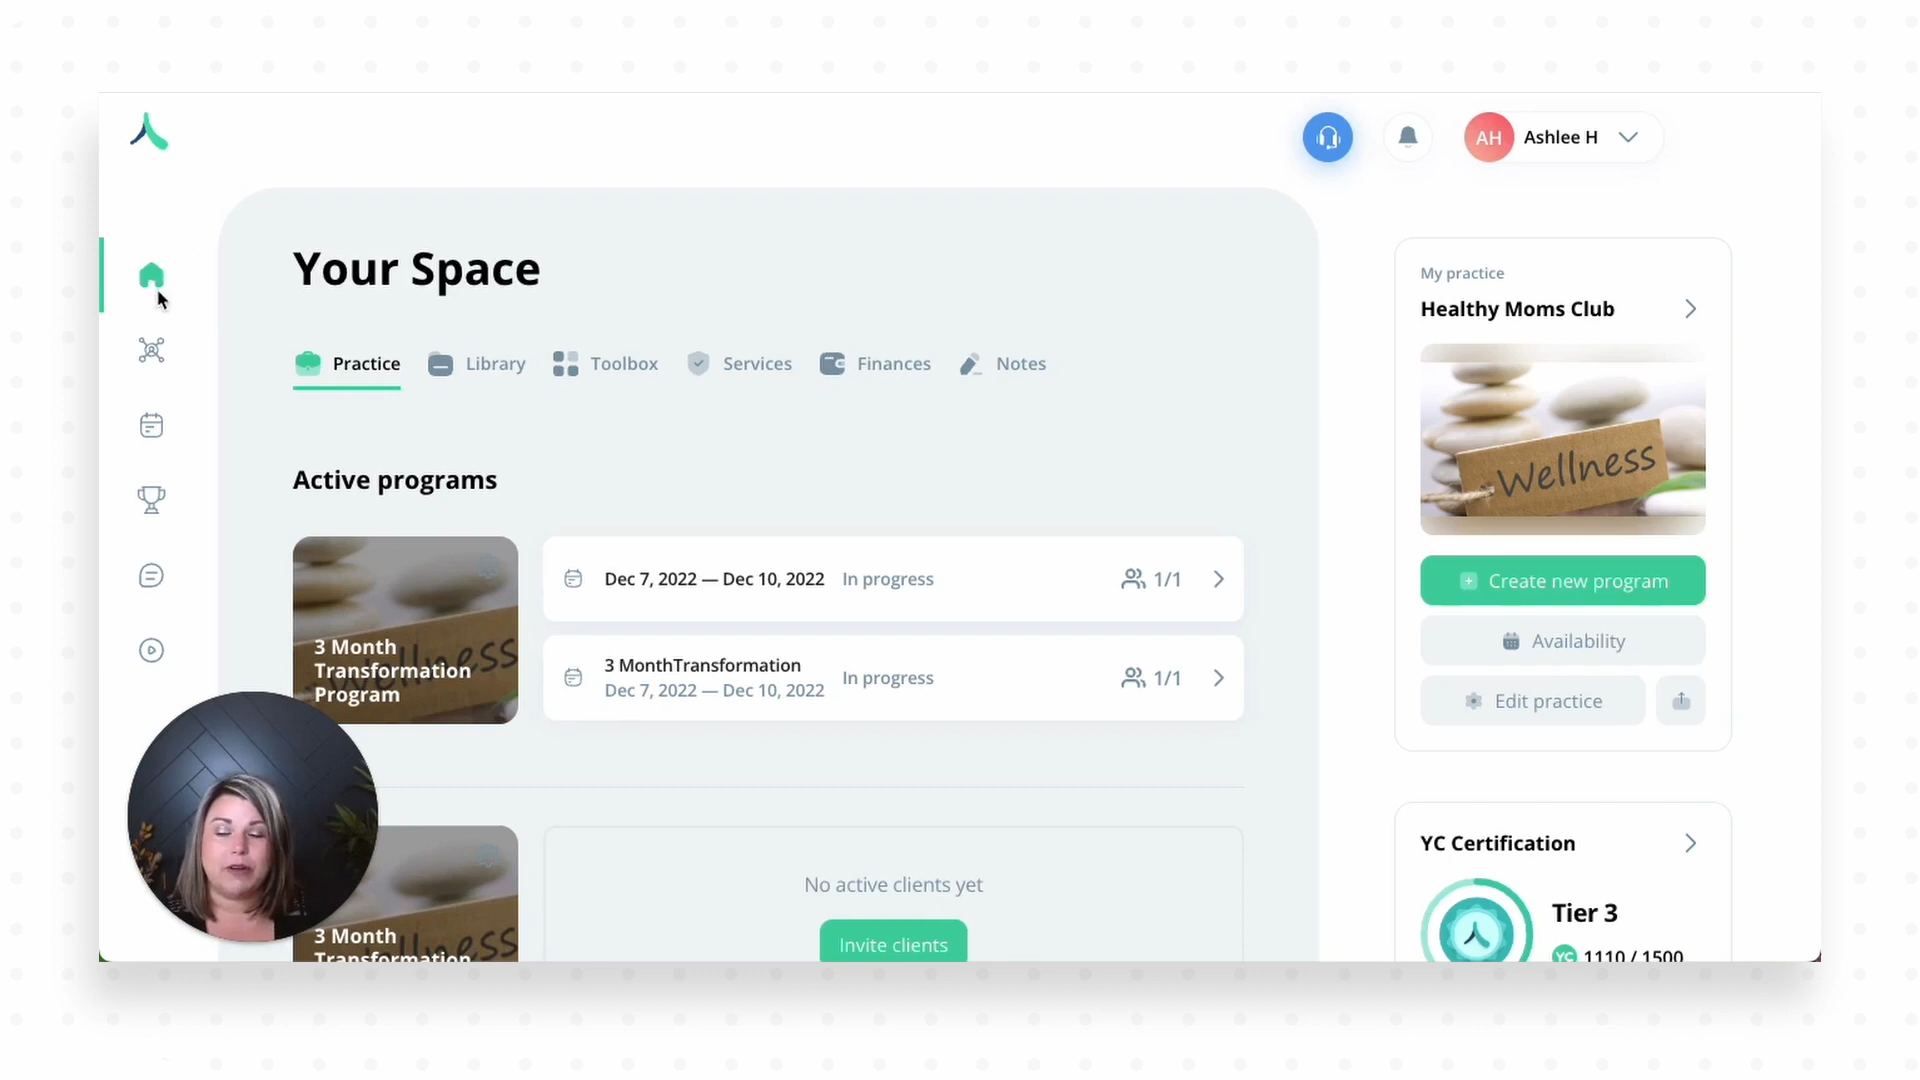 AH Ashlee H
Your Space
Practice Library Toolbox Services Finances Notes
Active programs
3 Month
Transformation
Program
Wellness
Dec 7, 2022 — Dec 10, 2022 In progress 1/1
3 MonthTransformation
Dec 7, 2022 — Dec 10, 2022
In progress 1/1
3 Month
Transformation
No active clients yet
Invite clients
My practice
Healthy Moms Club
Wellness
Create new program
Availability
Edit practice
YC Certification
Tier 3
YC 1110 / 1500